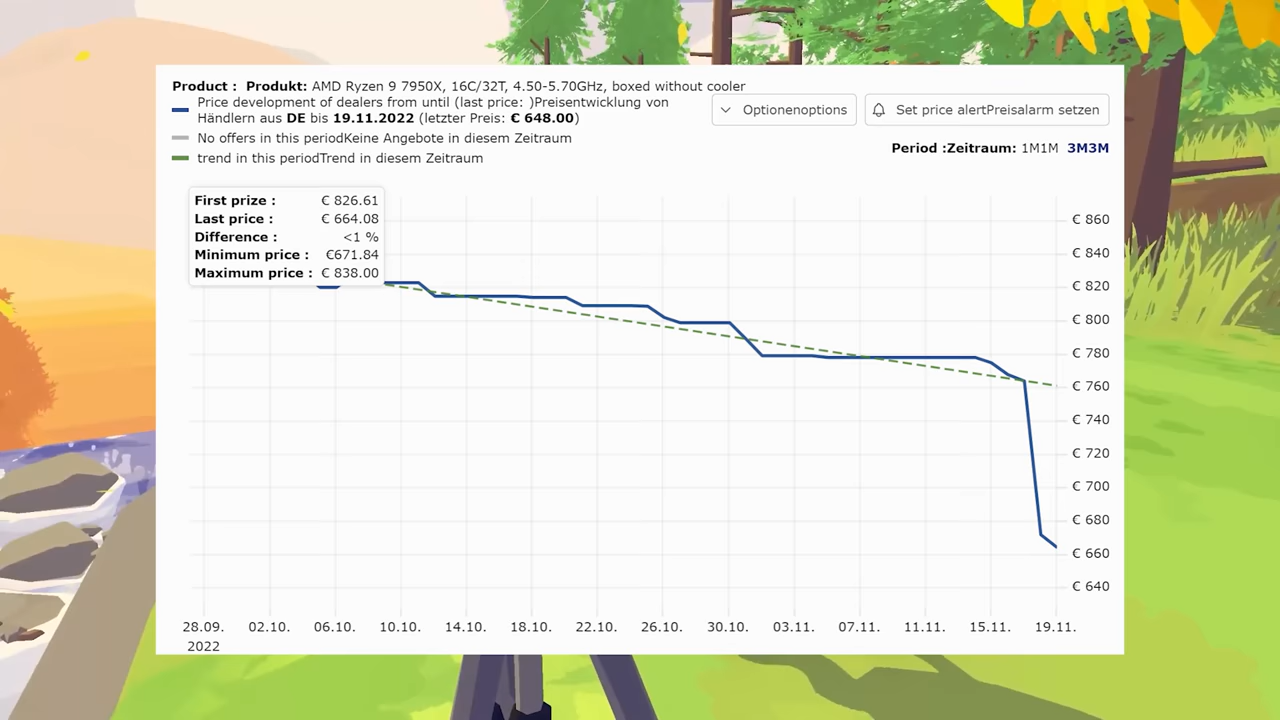 Product :  Produkt: AMD Ryzen 9 7950X, 16C/32T, 4.50-5.70GHz, boxed without cooler
Price development of dealers from until (last price: )Preisentwicklung von
Händlern aus DE bis 19.11.2022 (letzter Preis: € 648.00)
No offers in this periodKeine Angebote in diesem Zeitraum
trend in this periodTrend in diesem Zeitraum
Optionenoptions
Set price alertPreisalarm setzen
Period :Zeitraum: 1M1M 3M3M
First prize : € 826.61
Last price : € 664.08
Difference : <1 %
Minimum price : €671.84
Maximum price : € 838.00
€ 860
€ 840
€ 820
€ 800
€ 780
€ 760
€ 740
€ 720
€ 700
€ 680
€ 660
€ 640
28.09. 02.10. 06.10. 10.10. 14.10. 18.10. 22.10. 26.10. 30.10. 03.11. 07.11. 11.11. 15.11. 19.11.
2022